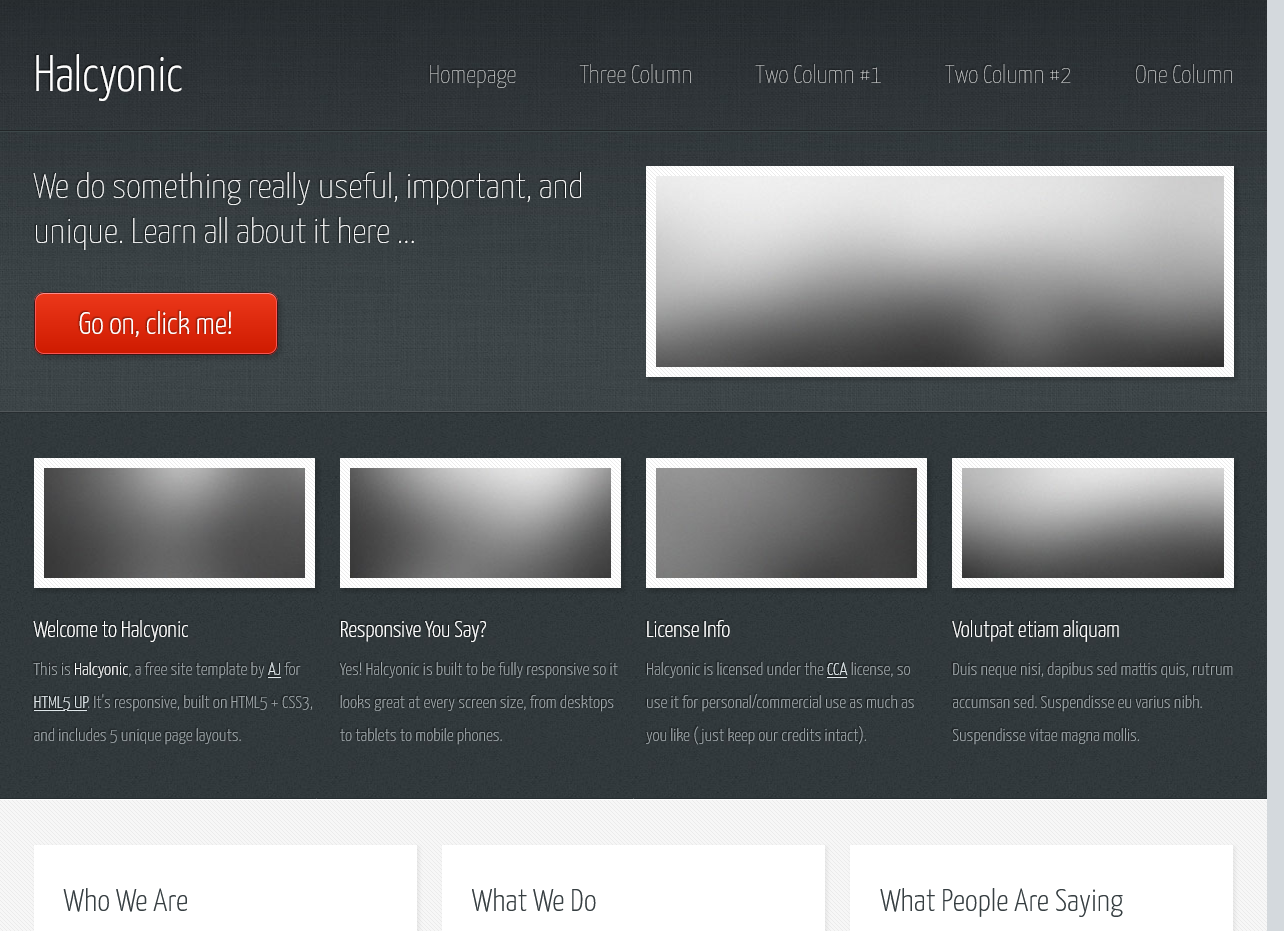 Halcyonic
Homepage
Three Column
Two Column #1
Two Column #2
One Column
We do something really useful, important, and
unique. Learn all about it here ...
Go on, click me!
Welcome to Halcyonic
This is Halcyonic, a free site template by AJ for
HTML5 UP. It's responsive, built on HTML5 + CSS3,
and includes 5 unique page layouts.
Responsive You Say?
Yes! Halcyonic is built to be fully responsive so it
looks great at every screen size, from desktops
to tablets to mobile phones.
License Info
Halcyonic is licensed under the CCA license, so
use it for personal/commercial use as much as
you like (just keep our credits intact).
Volutpat etiam aliquam
Duis neque nisi, dapibus sed mattis quis, rutrum
accumsan sed. Suspendisse eu varius nibh.
Suspendisse vitae magna mollis.
Who We Are
What We Do
What People Are Saying